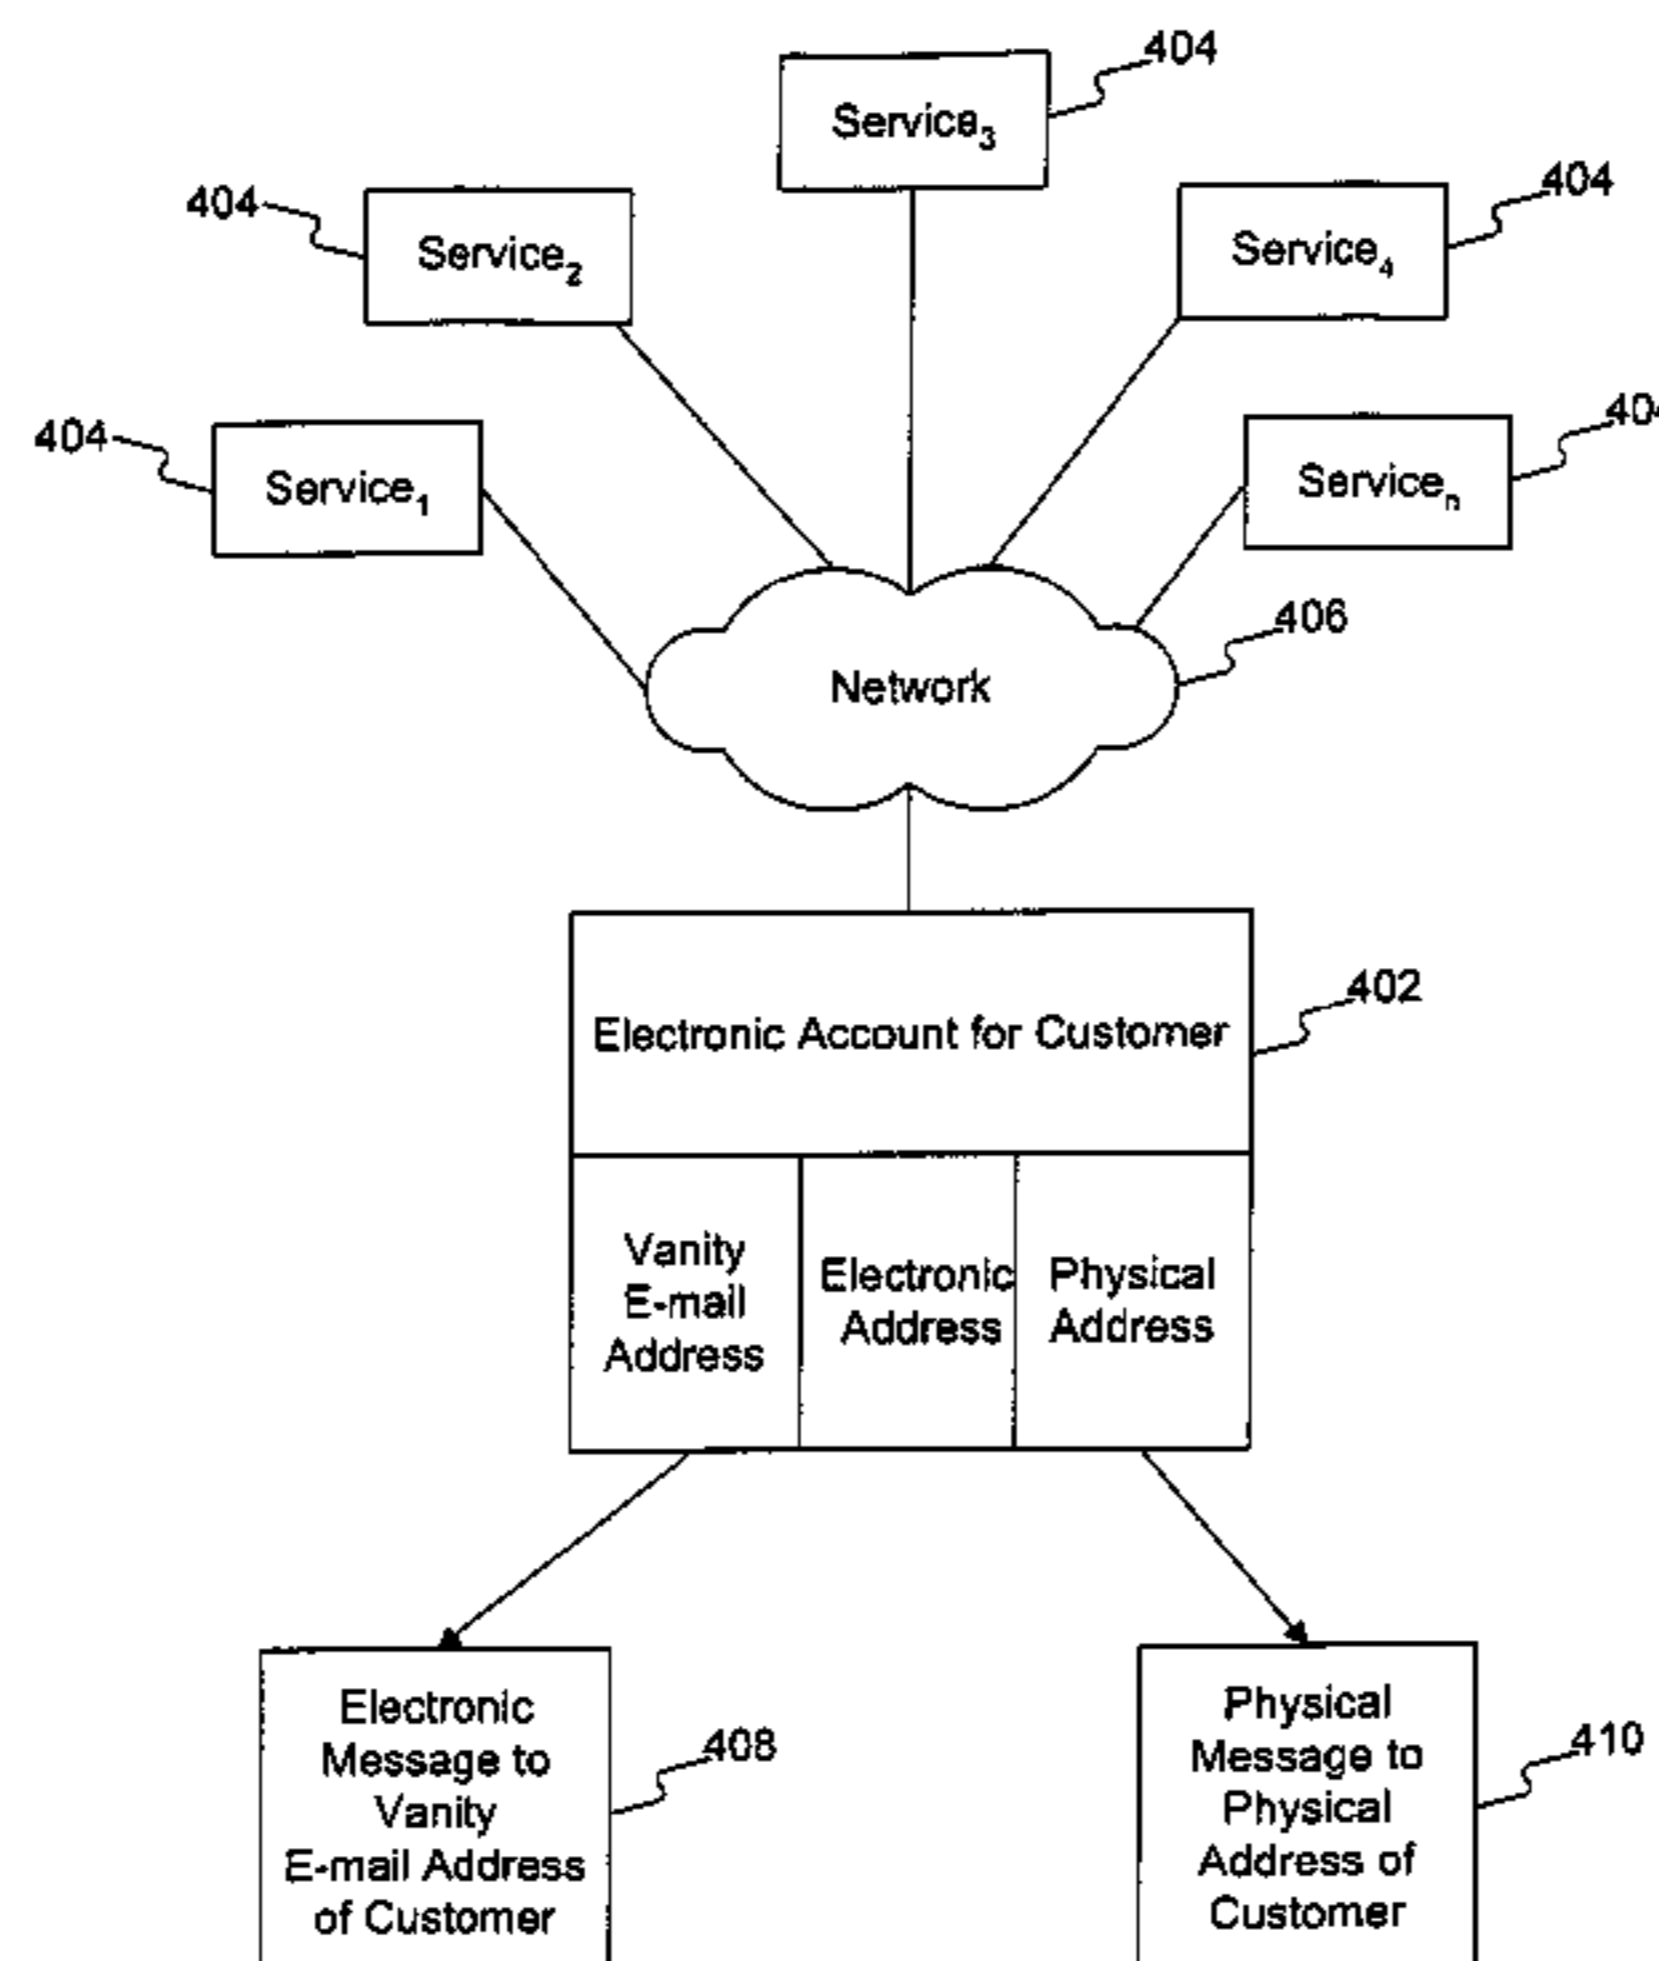 404
Service3
404
Service2
404
Service4
404
Service1
404
Servicen
406
Network
402
Electronic Account for Customer
Vanity
E-mail
Address
Electronic
Address
Physical
Address
Electronic
Message to
Vanity
E-mail Address
of Customer
408
Physical
Message to
Physical
Address of
Customer
410